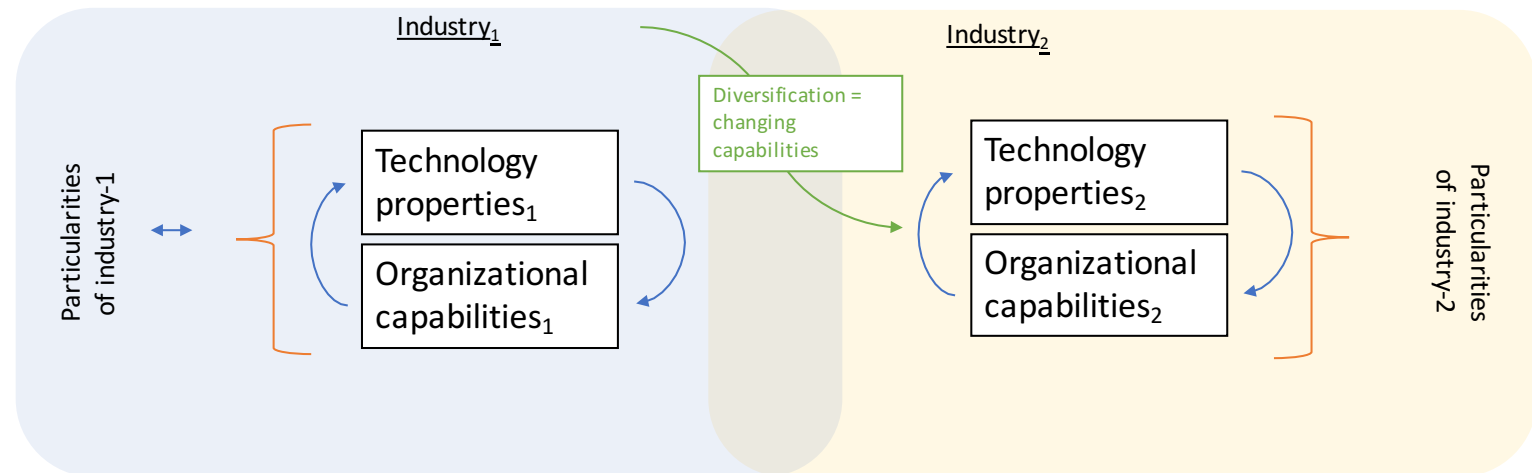 Industry₁
Industry₂
Diversification =
changing
capabilities
Particularities
of industry-1
Technology
properties₁
Organizational
capabilities₁
Technology
properties₂
Organizational
capabilities₂
Particularities
of industry-2